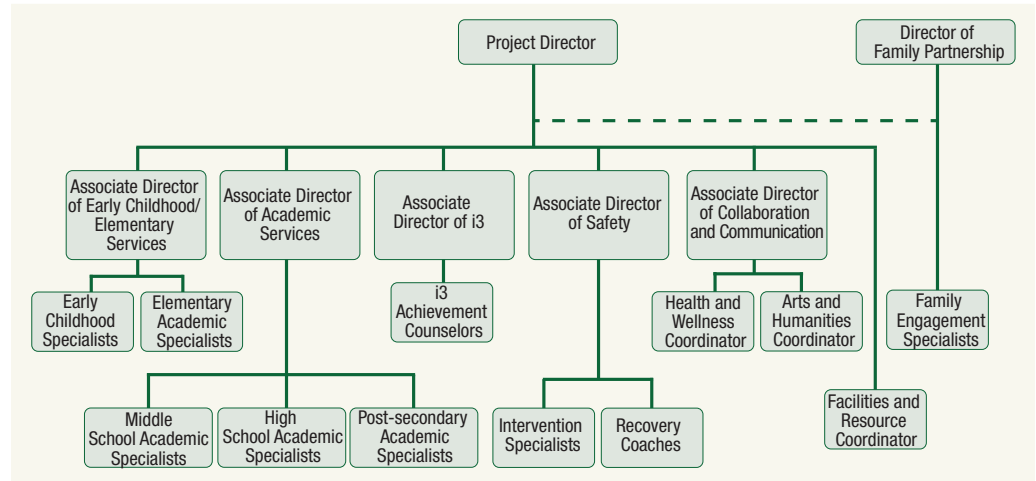 Project Director
Director of
Family Partnership
Associate Director
of Early Childhood/
Elementary
Services
Associate Director
of Academic
Services
Associate
Director of i3
Associate Director
of Safety
Associate Director
of Collaboration
and Communication
Early
Childhood
Specialists
Elementary
Academic
Specialists
i3
Achievement
Counselors
Health and
Wellness
Coordinator
Arts and
Humanities
Coordinator
Family
Engagement
Specialists
Middle
School Academic
Specialists
High
School Academic
Specialists
Post-secondary
Academic
Specialists
Intervention
Specialists
Recovery
Coaches
Facilities and
Resource
Coordinator